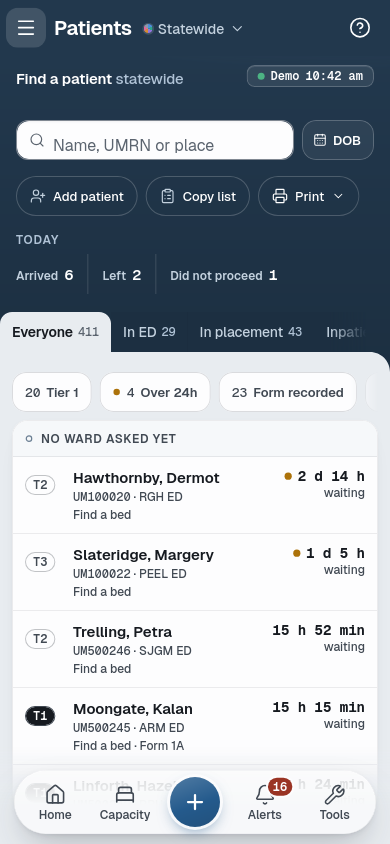 Patients Statewide
Find a patient statewide
Demo 10:42 am
Name, UMRN or place
DOB
Add patient
Copy list
Print
TODAY
Arrived 6
Left 2
Did not proceed 1
Everyone 411
In ED 29
In placement 43
Inpati
20 Tier 1
4 Over 24h
23 Form recorded
NO WARD ASKED YET
T2 Hawthornby, Dermot 2 d 14 h
UM100020 · RGH ED waiting
Find a bed
T3 Slateridge, Margery 1 d 5 h
UM100022 · PEEL ED waiting
Find a bed
T2 Trelling, Petra 15 h 52 min
UM500246 · SJGM ED waiting
Find a bed
T1 Moongate, Kalan 15 h 15 min
UM500245 · ARM ED waiting
Find a bed · Form 1A
Linforth, Haze h 24 min
Home
Capacity
16
Alerts
Tools